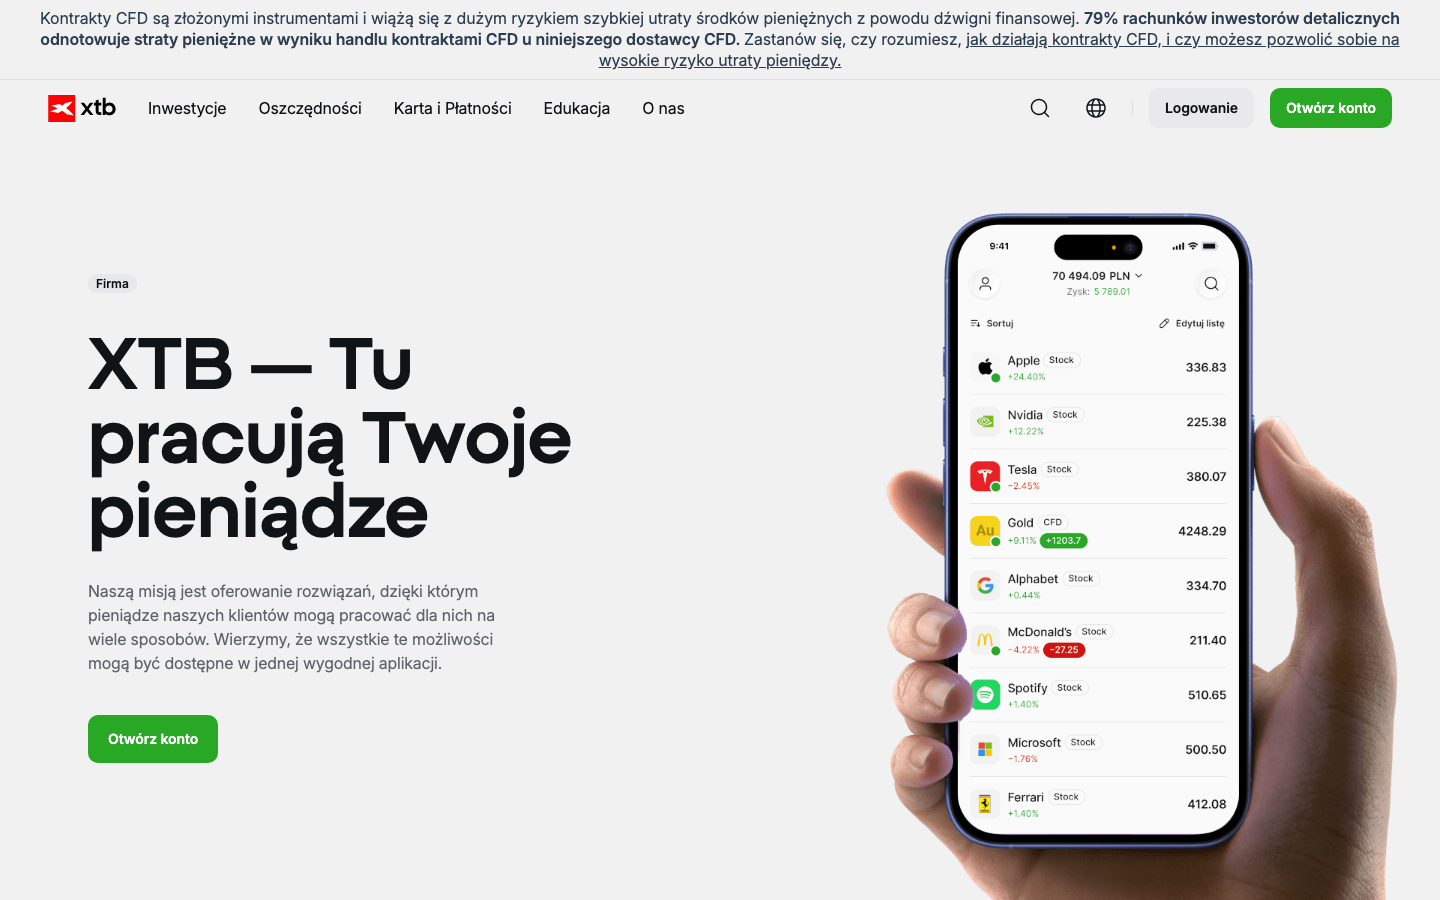 Kontrakty CFD są złożonymi instrumentami i wiążą się z dużym ryzykiem szybkiej utraty środków pieniężnych z powodu dźwigni finansowej. 79% rachunków inwestorów detalicznych
odnotowuje straty pieniężne w wyniku handlu kontraktami CFD u niniejszego dostawcy CFD. Zastanów się, czy rozumiesz, jak działają kontrakty CFD, i czy możesz pozwolić sobie na
wysokie ryzyko utraty pieniędzy.
xtb Inwestycje Oszczędności Karta i Płatności Edukacja O nas Logowanie Otwórz konto
Firma
XTB — Tu
pracują Twoje
pieniądze
Naszą misją jest oferowanie rozwiązań, dzięki którym
pieniądze naszych klientów mogą pracować dla nich na
wiele sposobów. Wierzymy, że wszystkie te możliwości
mogą być dostępne w jednej wygodnej aplikacji.
Otwórz konto
9:41
70 494.09 PLN
Zysk: 5 789.01
Sortuj Edytuj listę
Apple Stock 336.83
+24.40%
Nvidia Stock 225.38
+12.22%
Tesla Stock 380.07
−2.45%
Au Gold CFD 4248.29
+9.11% +1203.7
Alphabet Stock 334.70
+0.44%
McDonald's Stock 211.40
−4.22% −27.25
Spotify Stock 510.65
+1.40%
Microsoft Stock 500.50
−1.76%
Ferrari Stock 412.08
+1.40%